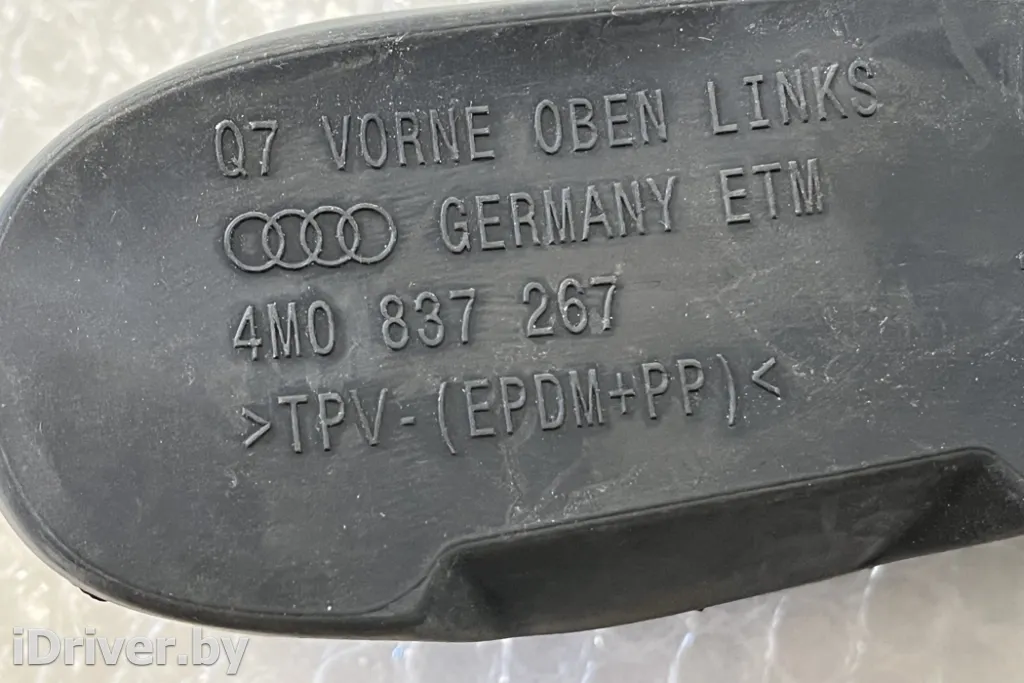 Q7 VORNE OBEN LINKS
GERMANY ETM
4M0 837 267
>TPV-(EPDM+PP)<
iDriver.by